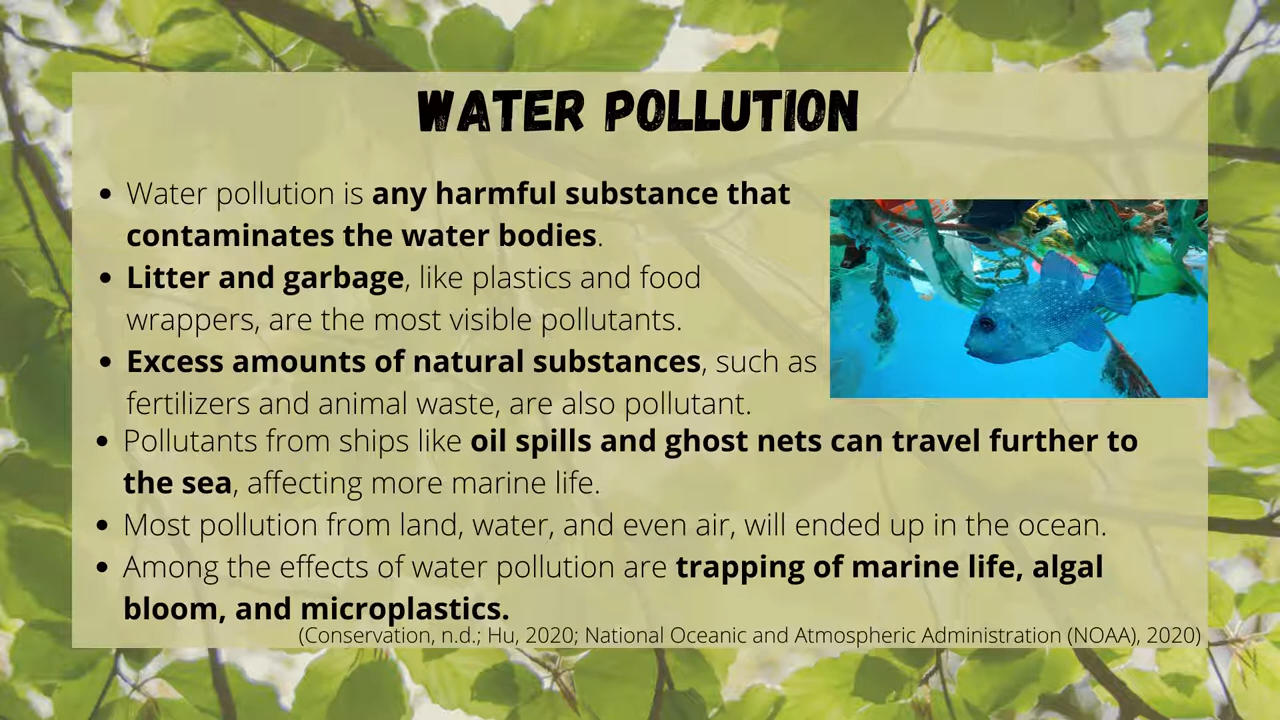 WATER POLLUTION
• Water pollution is any harmful substance that
contaminates the water bodies.
• Litter and garbage, like plastics and food
wrappers, are the most visible pollutants.
• Excess amounts of natural substances, such as
fertilizers and animal waste, are also pollutant.
• Pollutants from ships like oil spills and ghost nets can travel further to
the sea, affecting more marine life.
• Most pollution from land, water, and even air, will ended up in the ocean.
• Among the effects of water pollution are trapping of marine life, algal
bloom, and microplastics.
(Conservation, n.d.; Hu, 2020; National Oceanic and Atmospheric Administration (NOAA), 2020)